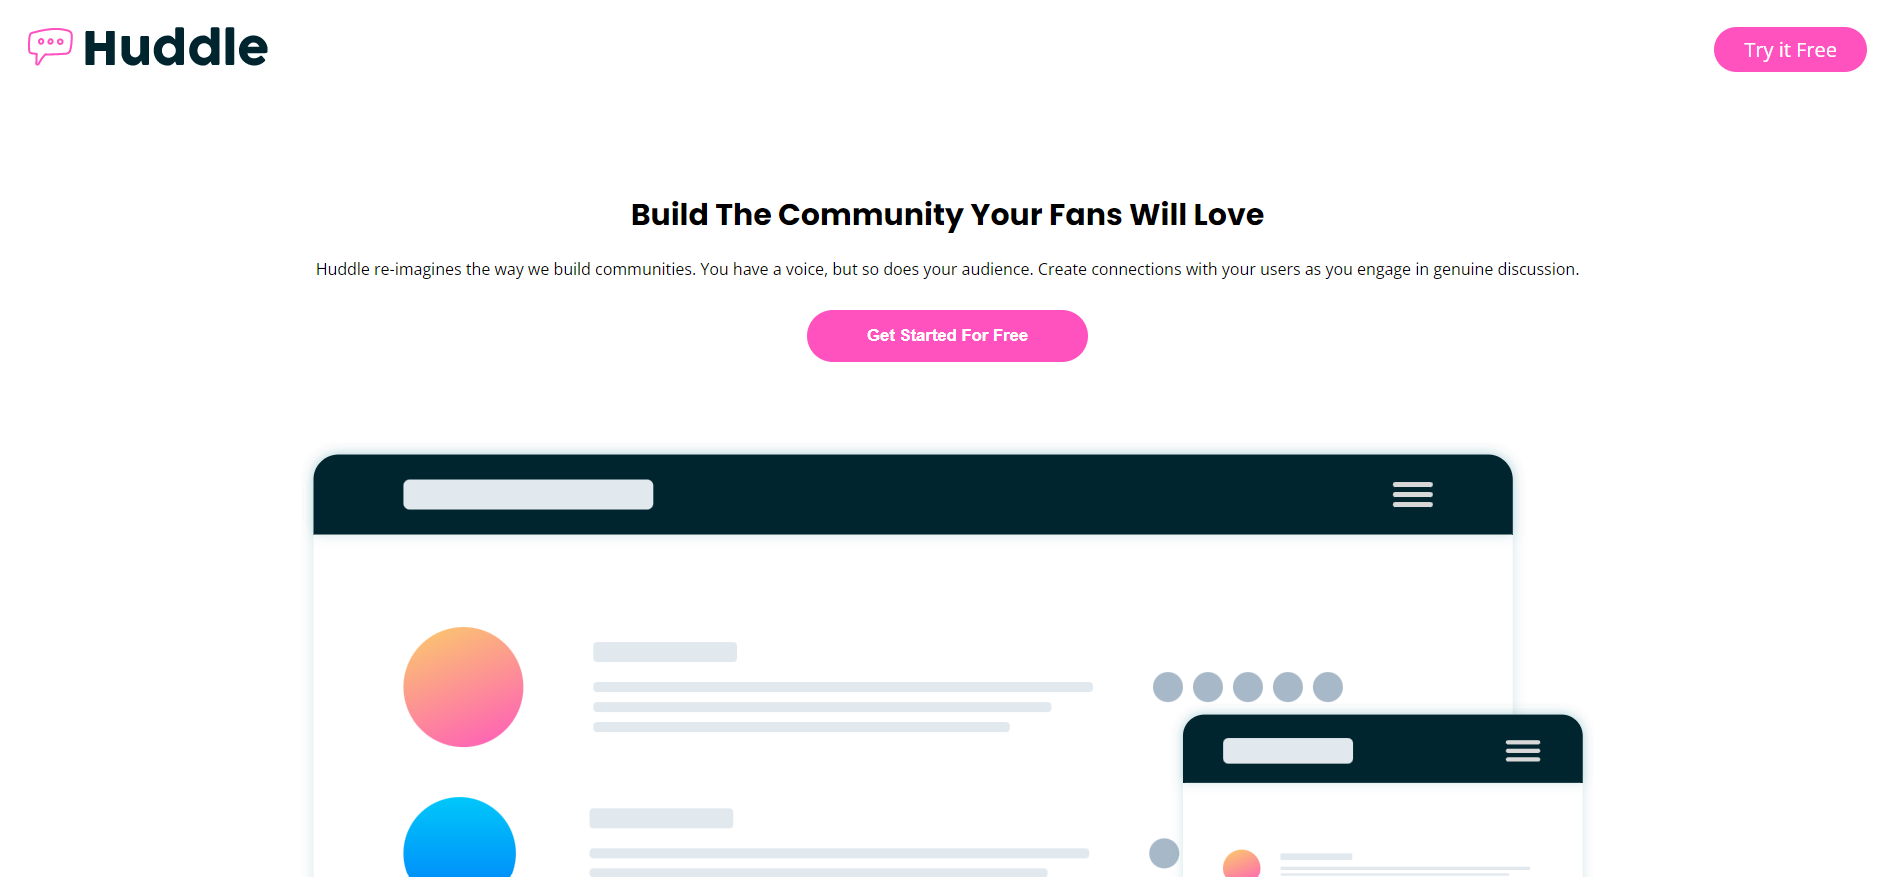 Huddle
Try it Free
Build The Community Your Fans Will Love
Huddle re-imagines the way we build communities. You have a voice, but so does your audience. Create connections with your users as you engage in genuine discussion.
Get Started For Free